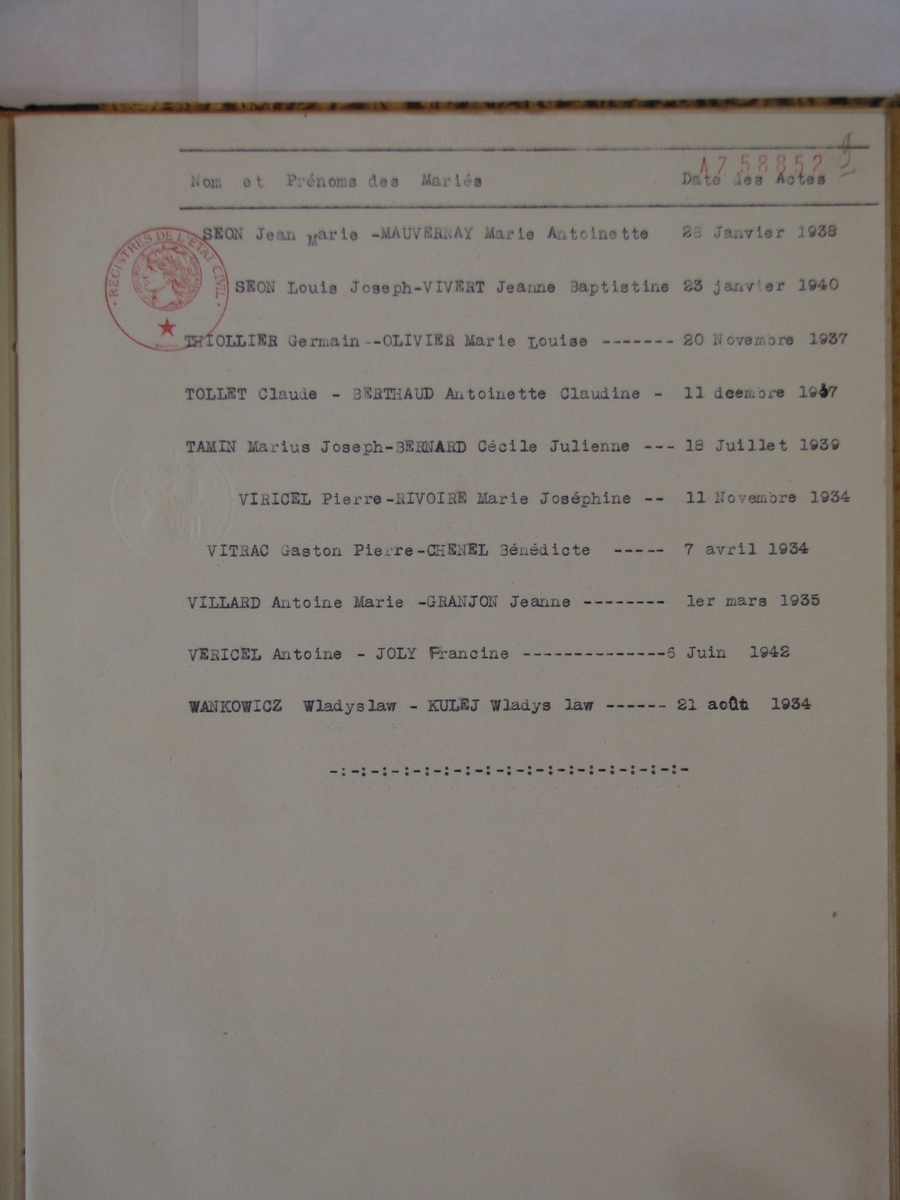 A758852 9
Nom et Prénoms des Mariés Date des Actes
REGISTRES DE L'ETAT CIVIL
SEON Jean Marie -MAUVERNAY Marie Antoinette 28 Janvier 1938
SEON Louis Joseph-VIVERT Jeanne Baptistine 23 janvier 1940
THIOLLIER Germain--OLIVIER Marie Louise ------- 20 Novembre 1937
TOLLET Claude - BERTHAUD Antoinette Claudine - 11 deembre
TAMIN Marius Joseph-BERNARD Cécile Julienne --- 18 Juillet 1939
VIRICEL Pierre-RIVOIRE Marie Joséphine -- 11 Novembre 1934
VITRAC Gaston Pierre-CHENEL Bénédicte ----- 7 avril 1934
VILLARD Antoine Marie -GRANJON Jeanne -------- 1er mars 1935
VERICEL Antoine - JOLY Francine --------------6 Juin 1942
WANKOWICZ Wladyslaw - KULEJ Wladys law ------ 21 août 1934
-:-:-:-:-:-:-:-:-:-:-:-:-:-:-:-:-:-:-:-:-:-:-:-